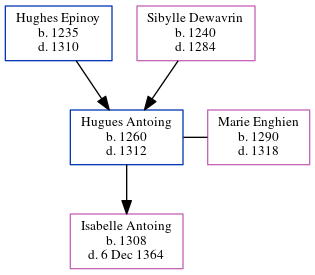 Hughes Epinoy
b. 1235
d. 1310
Sibylle Dewavrin
b. 1240
d. 1284
Hugues Antoing
b. 1260
d. 1312
Marie Enghien
b. 1290
d. 1318
Isabelle Antoing
b. 1308
d. 6 Dec 1364